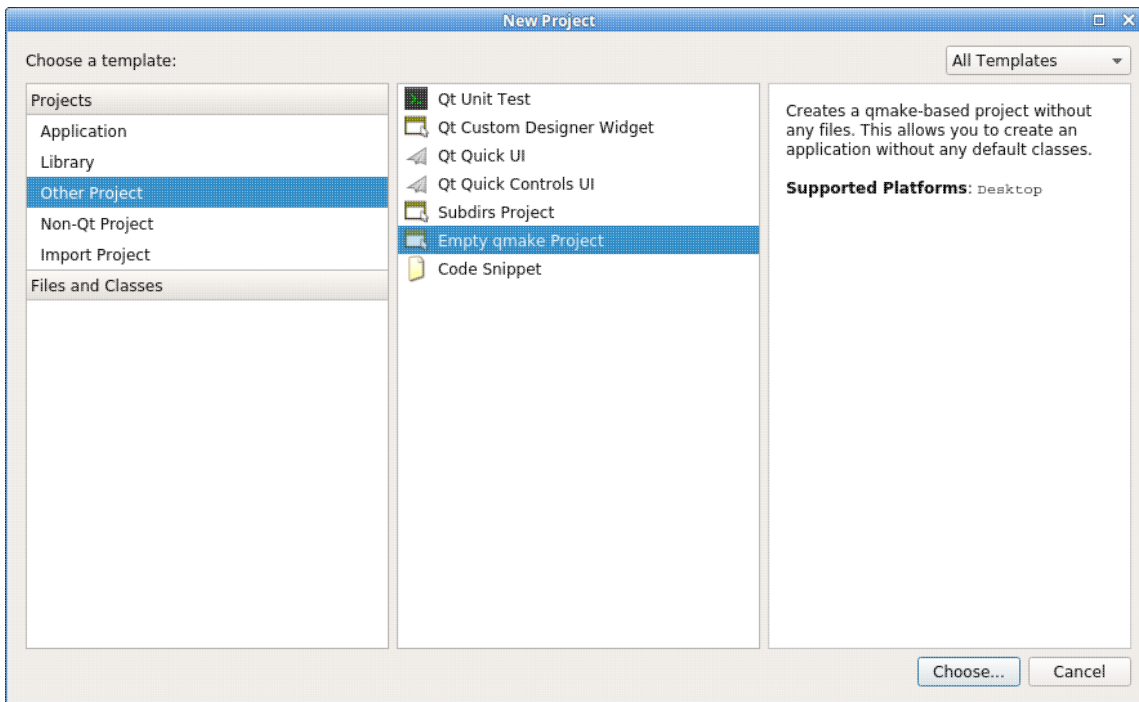 New Project
Choose a template:
All Templates
Projects
Application
Library
Other Project
Non-Qt Project
Import Project
Files and Classes
Qt Unit Test
Qt Custom Designer Widget
Qt Quick UI
Qt Quick Controls UI
Subdirs Project
Empty qmake Project
Code Snippet
Creates a qmake-based project without
any files. This allows you to create an
application without any default classes.
Supported Platforms: Desktop
Choose...
Cancel